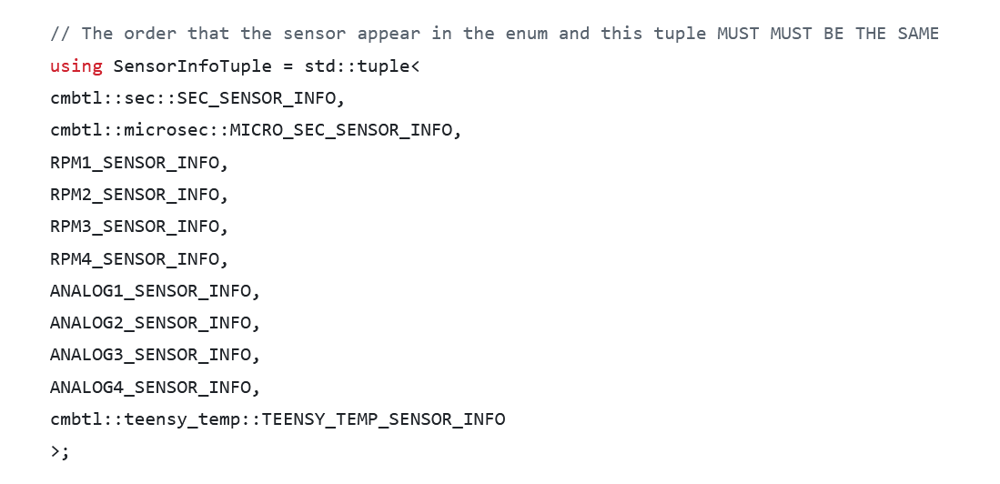 // The order that the sensor appear in the enum and this tuple MUST MUST BE THE SAME
using SensorInfoTuple = std::tuple<
cmbtl::sec::SEC_SENSOR_INFO,
cmbtl::microsec::MICRO_SEC_SENSOR_INFO,
RPM1_SENSOR_INFO,
RPM2_SENSOR_INFO,
RPM3_SENSOR_INFO,
RPM4_SENSOR_INFO,
ANALOG1_SENSOR_INFO,
ANALOG2_SENSOR_INFO,
ANALOG3_SENSOR_INFO,
ANALOG4_SENSOR_INFO,
cmbtl::teensy_temp::TEENSY_TEMP_SENSOR_INFO
>;